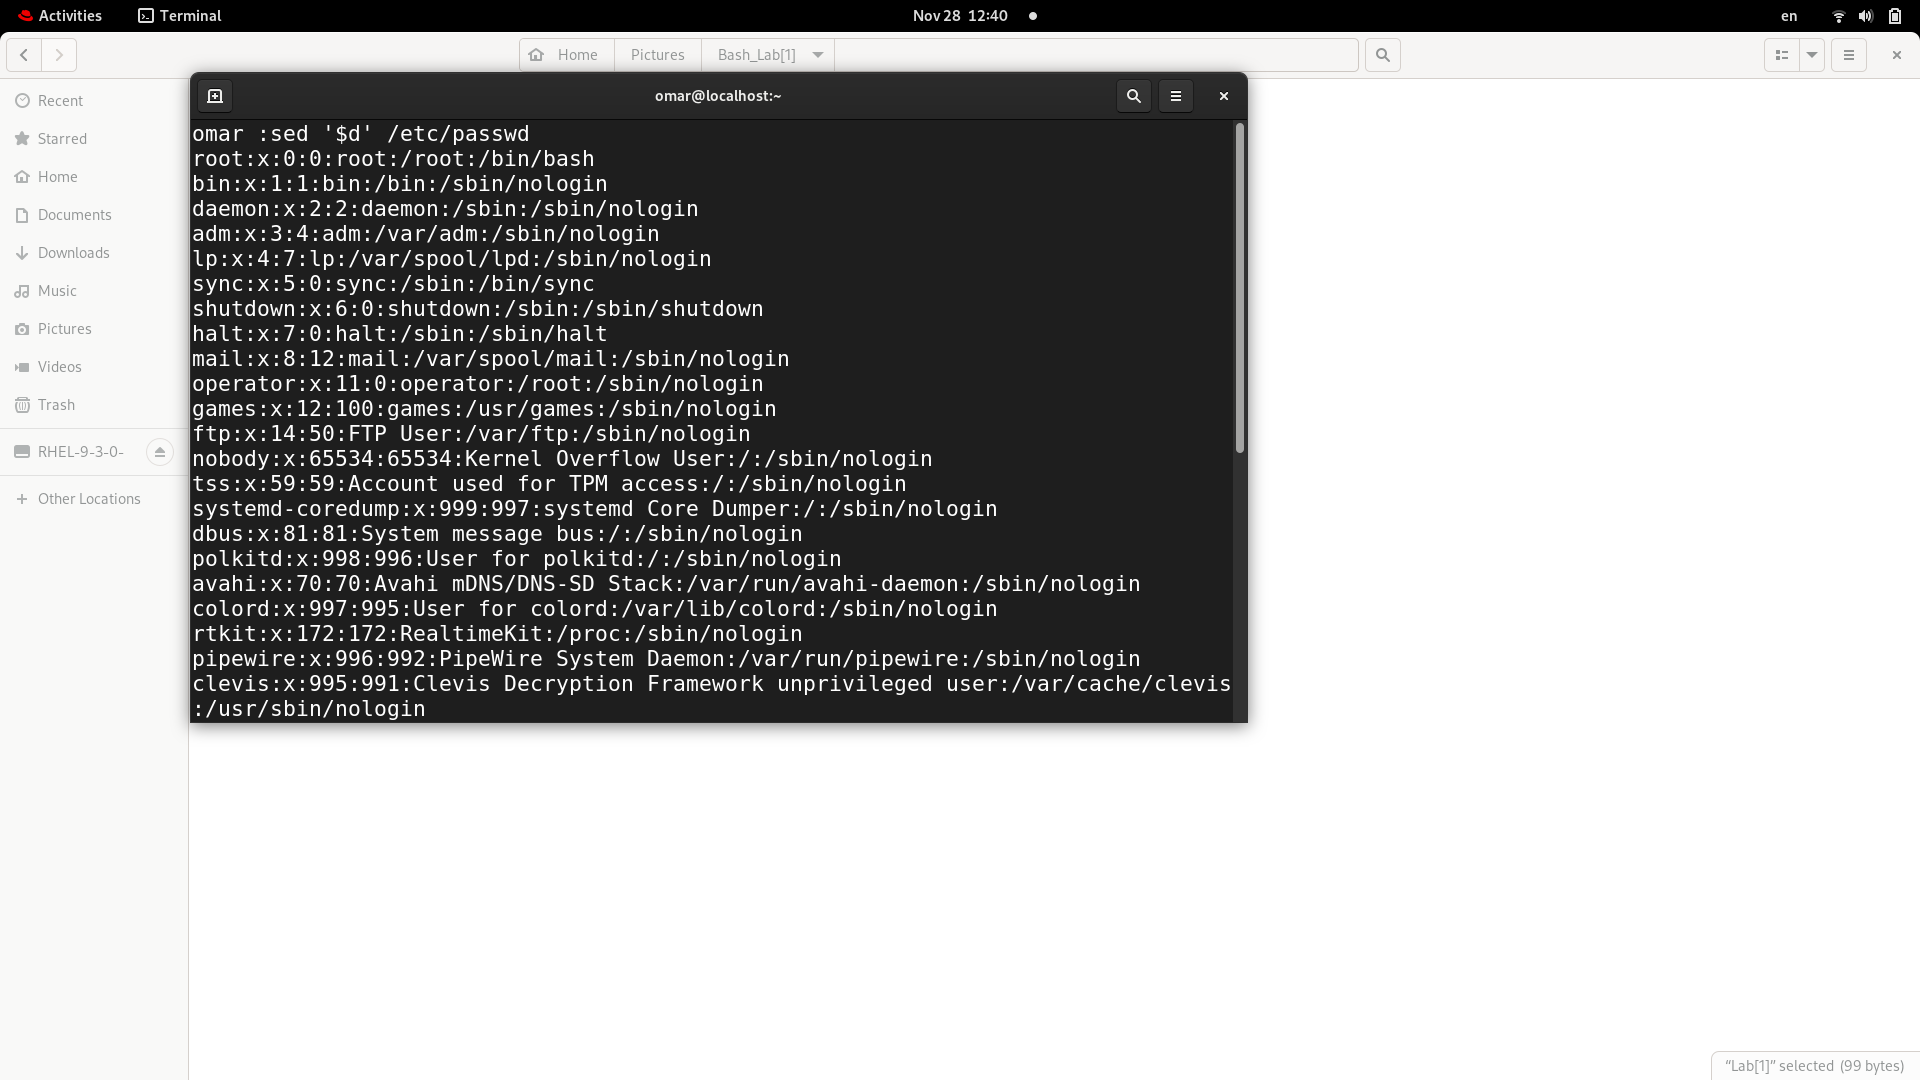 Activities Terminal Nov 28 12:40 en
Home Pictures Bash_Lab[1]
Recent
Starred
Home
Documents
Downloads
Music
Pictures
Videos
Trash
RHEL-9-3-0-
Other Locations
omar@localhost:~
omar :sed '$d' /etc/passwd
root:x:0:0:root:/root:/bin/bash
bin:x:1:1:bin:/bin:/sbin/nologin
daemon:x:2:2:daemon:/sbin:/sbin/nologin
adm:x:3:4:adm:/var/adm:/sbin/nologin
lp:x:4:7:lp:/var/spool/lpd:/sbin/nologin
sync:x:5:0:sync:/sbin:/bin/sync
shutdown:x:6:0:shutdown:/sbin:/sbin/shutdown
halt:x:7:0:halt:/sbin:/sbin/halt
mail:x:8:12:mail:/var/spool/mail:/sbin/nologin
operator:x:11:0:operator:/root:/sbin/nologin
games:x:12:100:games:/usr/games:/sbin/nologin
ftp:x:14:50:FTP User:/var/ftp:/sbin/nologin
nobody:x:65534:65534:Kernel Overflow User:/:/sbin/nologin
tss:x:59:59:Account used for TPM access:/:/sbin/nologin
systemd-coredump:x:999:997:systemd Core Dumper:/:/sbin/nologin
dbus:x:81:81:System message bus:/:/sbin/nologin
polkitd:x:998:996:User for polkitd:/:/sbin/nologin
avahi:x:70:70:Avahi mDNS/DNS-SD Stack:/var/run/avahi-daemon:/sbin/nologin
colord:x:997:995:User for colord:/var/lib/colord:/sbin/nologin
rtkit:x:172:172:RealtimeKit:/proc:/sbin/nologin
pipewire:x:996:992:PipeWire System Daemon:/var/run/pipewire:/sbin/nologin
clevis:x:995:991:Clevis Decryption Framework unprivileged user:/var/cache/clevis
:/usr/sbin/nologin
“Lab[1]” selected (99 bytes)